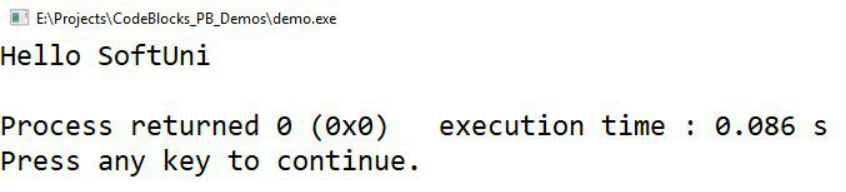 E:\Projects\CodeBlocks_PB_Demos\demo.exe
Hello SoftUni
Process returned 0 (0x0)   execution time : 0.086 s
Press any key to continue.